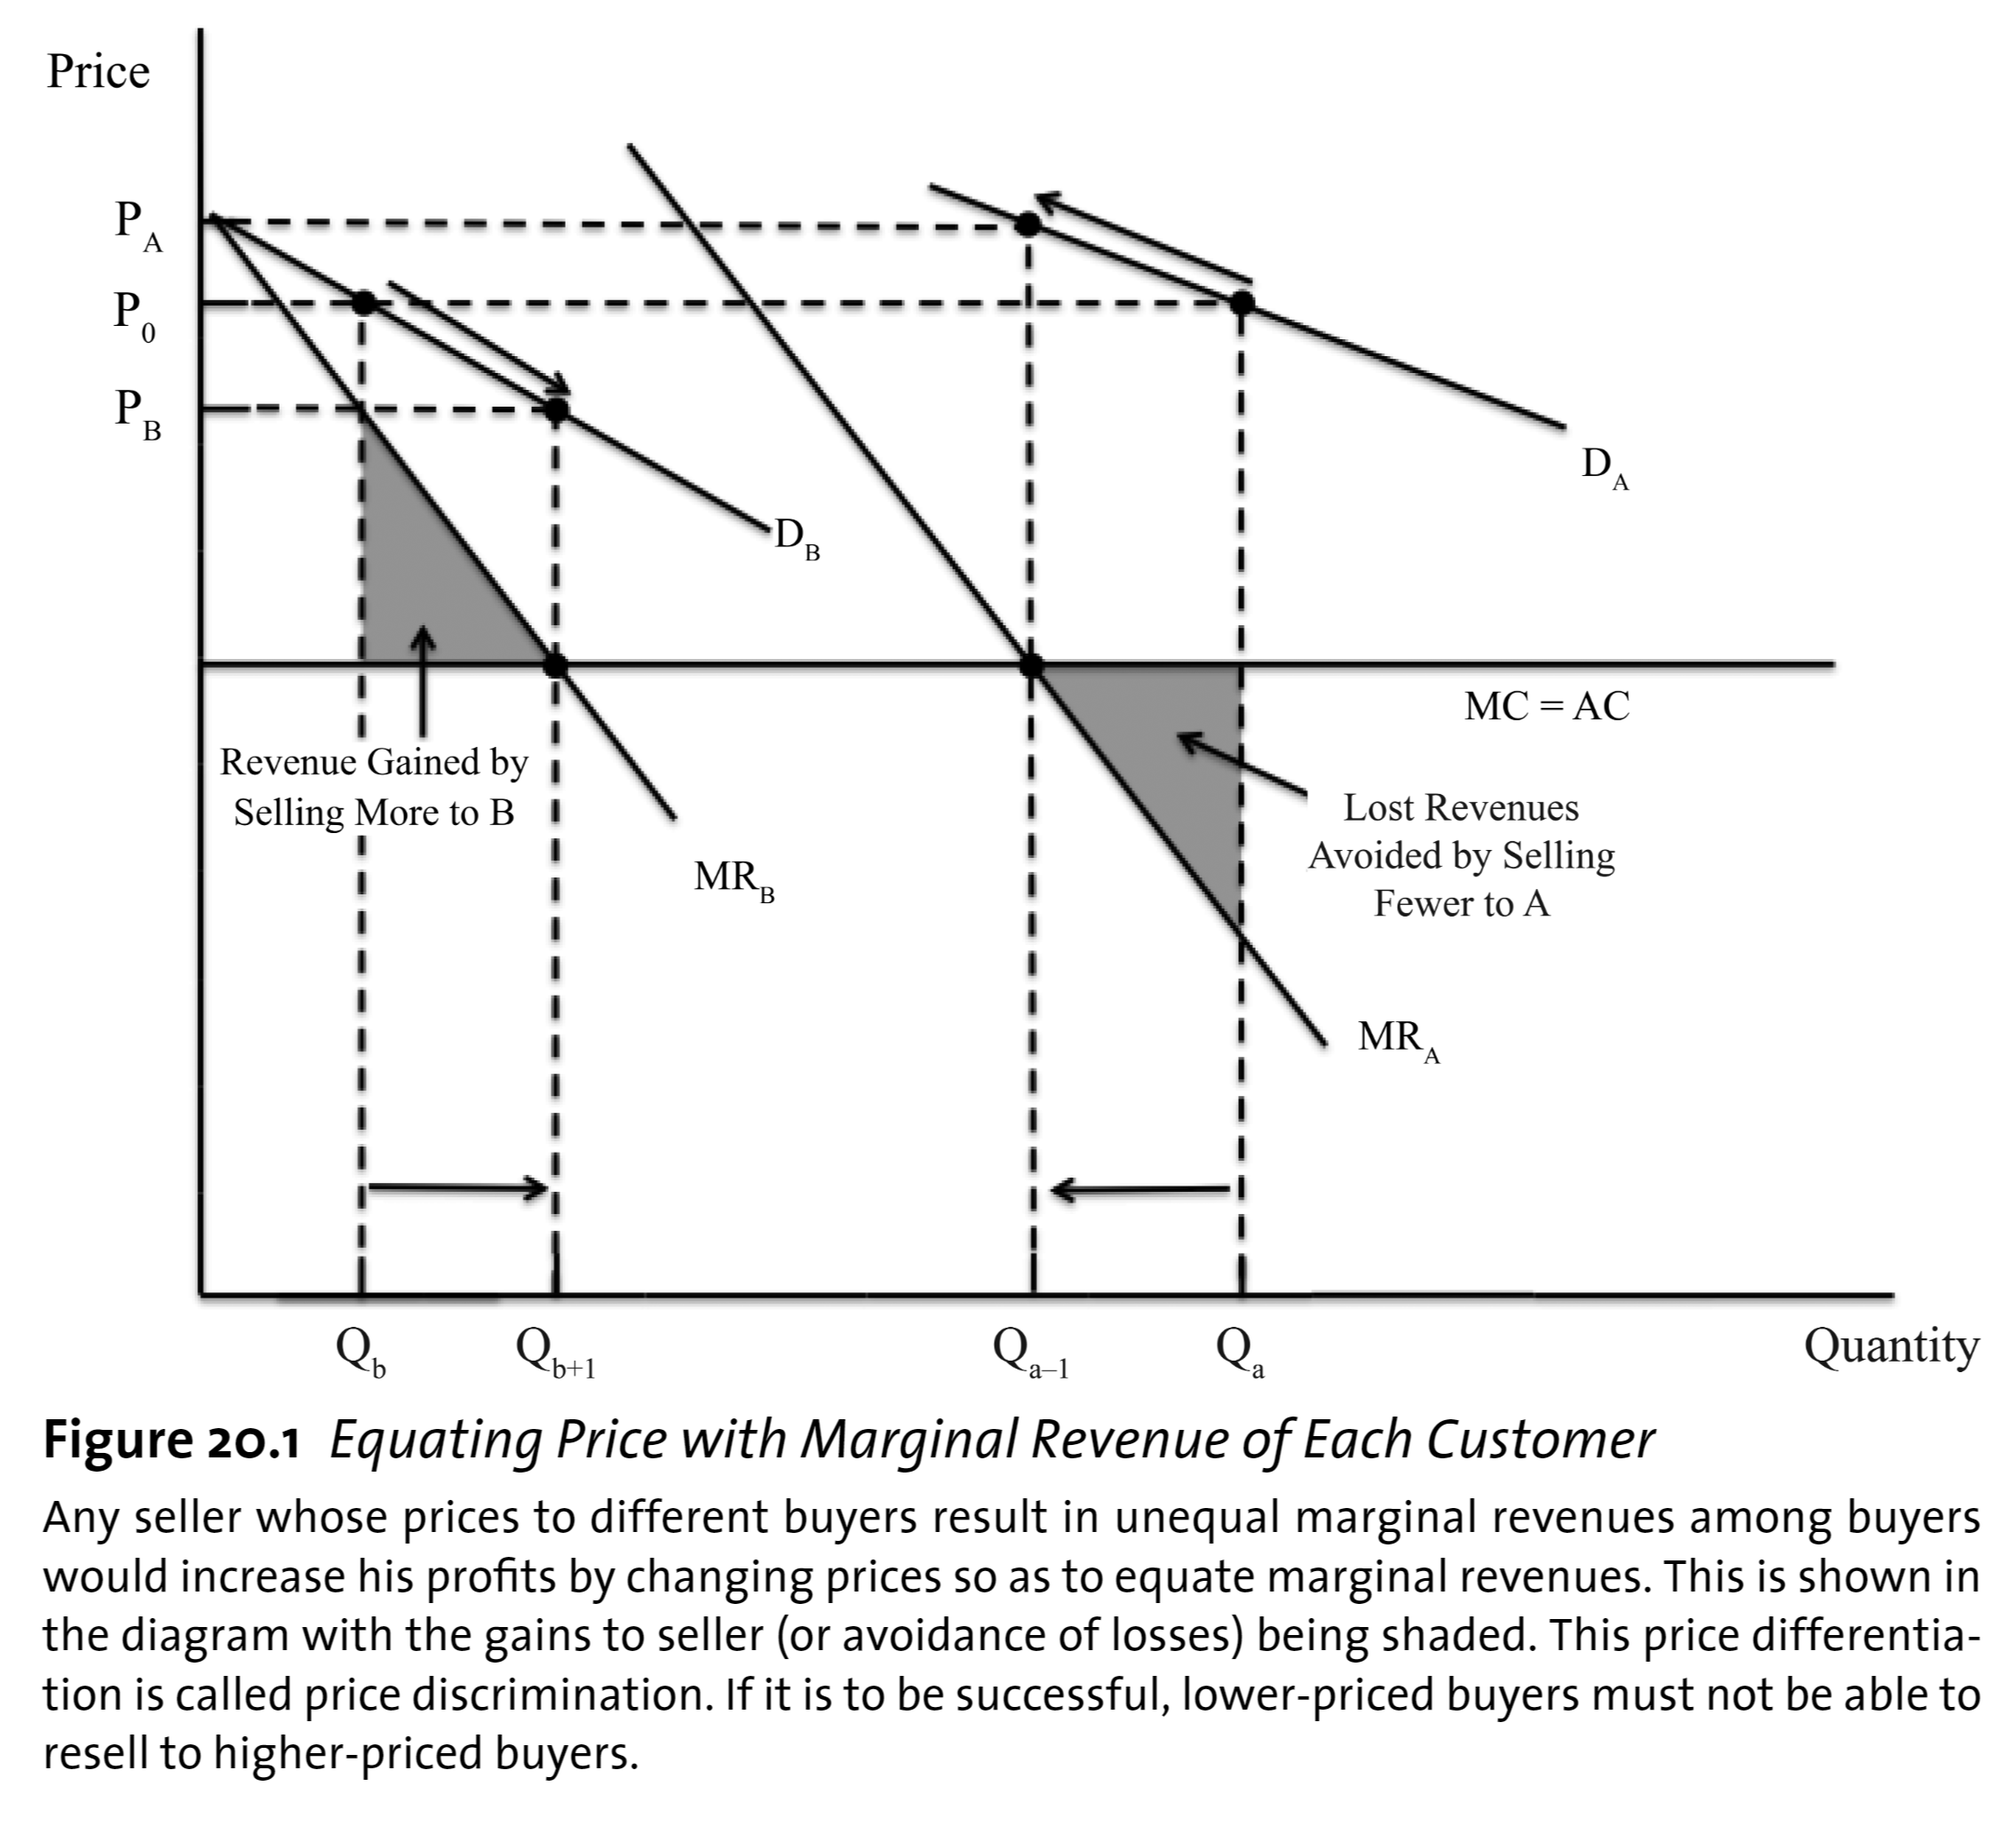 Price
P_A
P_0
P_B
D_A
D_B
MC = AC
Revenue Gained by
Selling More to B
Lost Revenues
Avoided by Selling
Fewer to A
MR_B
MR_A
Q_b Q_b+1 Q_a–1 Q_a Quantity
Figure 20.1 Equating Price with Marginal Revenue of Each Customer
Any seller whose prices to different buyers result in unequal marginal revenues among buyers
would increase his profits by changing prices so as to equate marginal revenues. This is shown in
the diagram with the gains to seller (or avoidance of losses) being shaded. This price differentia-
tion is called price discrimination. If it is to be successful, lower-priced buyers must not be able to
resell to higher-priced buyers.